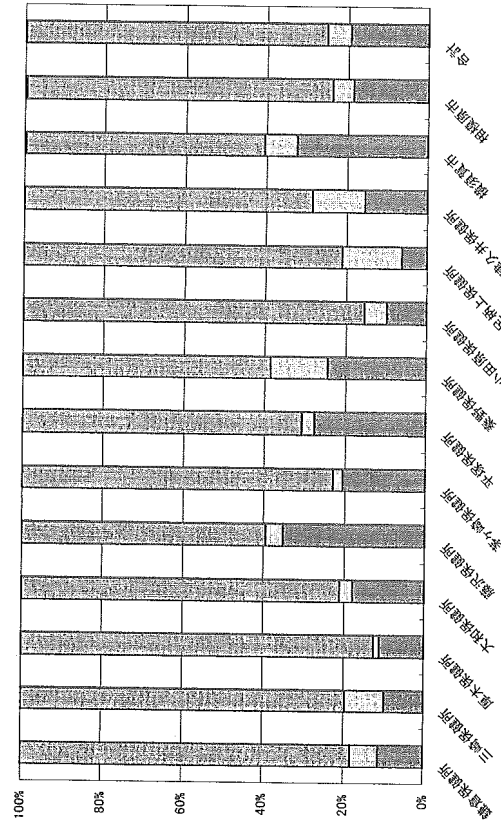 100%
80%
60%
40%
20%
0%
鎌倉保健所
三崎保健所
厚木保健所
大和保健所
藤沢保健所
茅ケ崎保健所
平塚保健所
秦野保健所
小田原保健所
足柄上保健所
津久井保健所
横須賀市
相模原市
合計